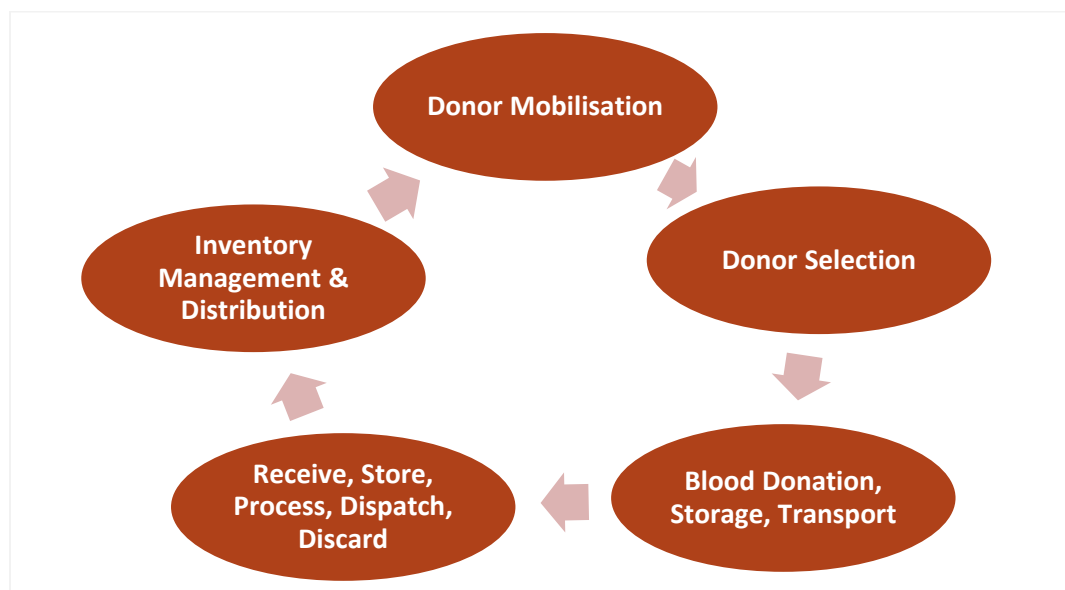 Donor Mobilisation
Donor Selection
Blood Donation,
Storage, Transport
Receive, Store,
Process, Dispatch,
Discard
Inventory
Management &
Distribution